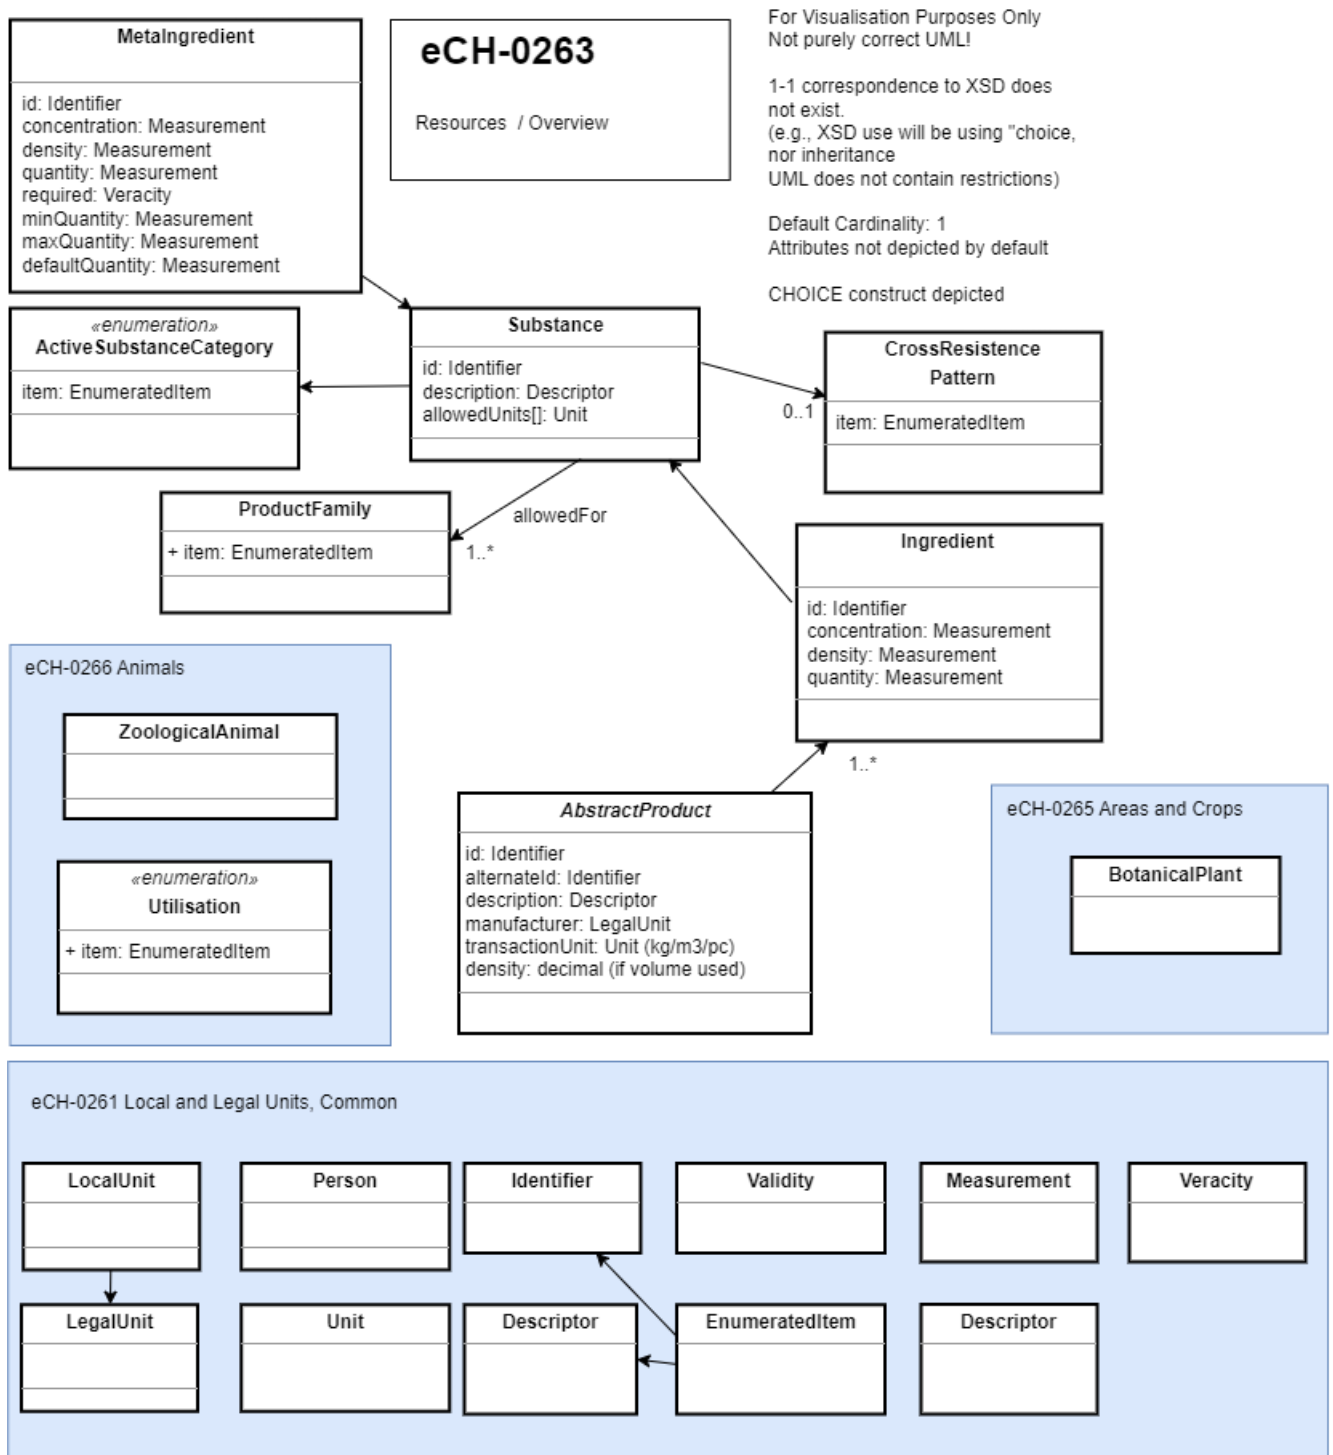 MetaIngredient
id: Identifier
concentration: Measurement
density: Measurement
quantity: Measurement
required: Veracity
minQuantity: Measurement
maxQuantity: Measurement
defaultQuantity: Measurement
eCH-0263
Resources / Overview
For Visualisation Purposes Only
Not purely correct UML!
1-1 correspondence to XSD does
not exist.
(e.g., XSD use will be using "choice,
nor inheritance
UML does not contain restrictions)
Default Cardinality: 1
Attributes not depicted by default
CHOICE construct depicted
«enumeration»
ActiveSubstanceCategory
item: EnumeratedItem
Substance
id: Identifier
description: Descriptor
allowedUnits[]: Unit
CrossResistence
Pattern
item: EnumeratedItem
0..1
ProductFamily
+ item: EnumeratedItem
allowedFor
1..*
Ingredient
id: Identifier
concentration: Measurement
density: Measurement
quantity: Measurement
1..*
eCH-0266 Animals
ZoologicalAnimal
«enumeration»
Utilisation
+ item: EnumeratedItem
AbstractProduct
id: Identifier
alternateId: Identifier
description: Descriptor
manufacturer: LegalUnit
transactionUnit: Unit (kg/m3/pc)
density: decimal (if volume used)
eCH-0265 Areas and Crops
BotanicalPlant
eCH-0261 Local and Legal Units, Common
LocalUnit
Person
Identifier
Validity
Measurement
Veracity
LegalUnit
Unit
Descriptor
EnumeratedItem
Descriptor